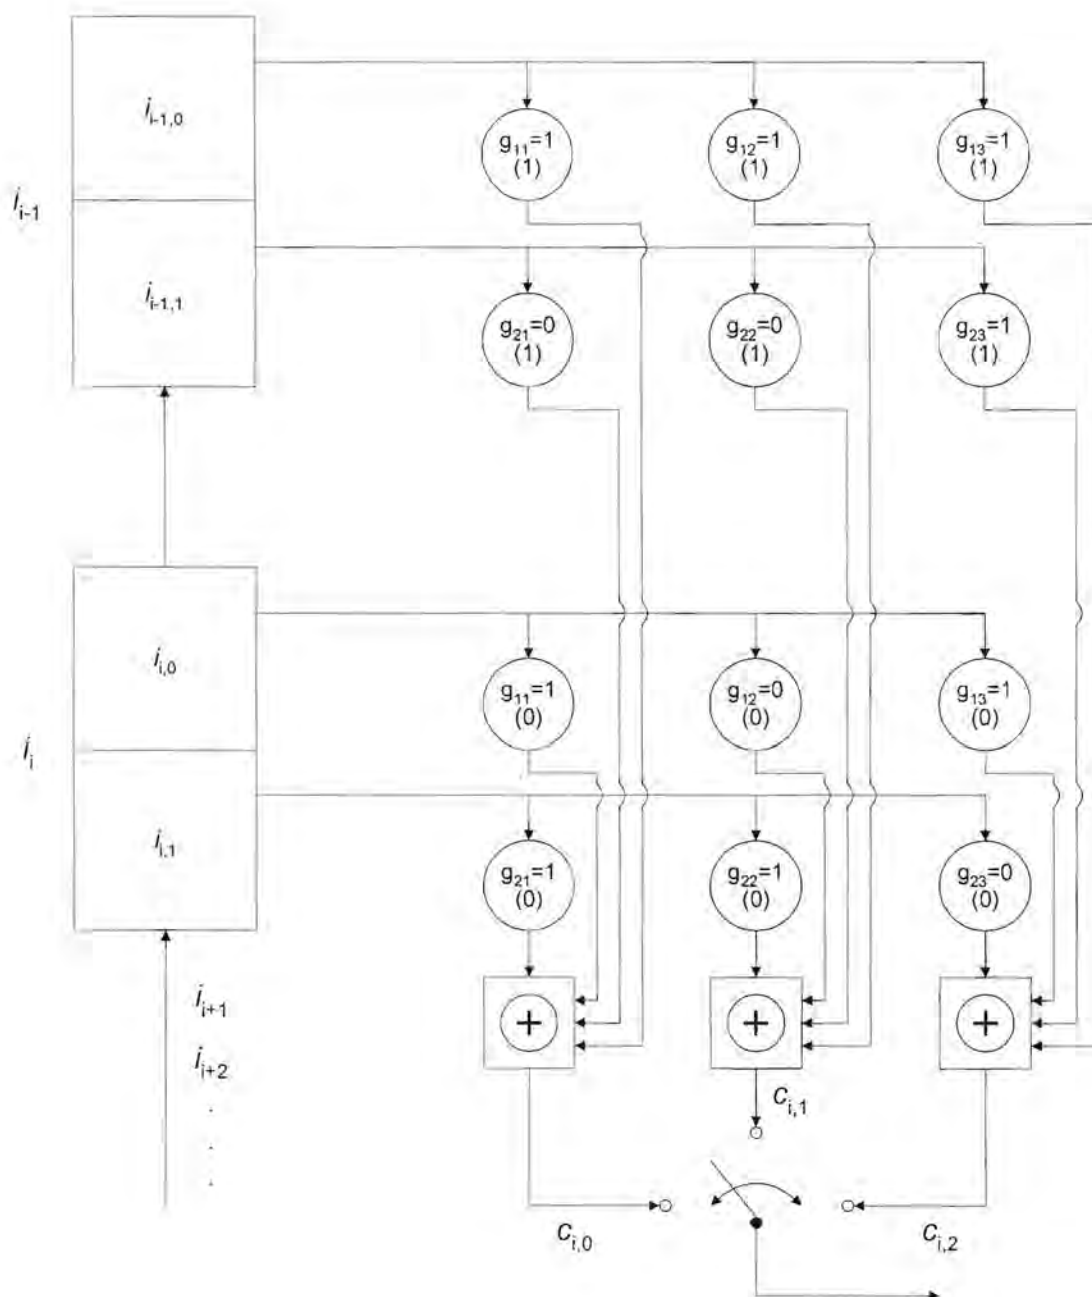 i_{i-1,0}
g_{11}=1
(1)
g_{12}=1
(1)
g_{13}=1
(1)
i_{i-1}
i_{i-1,1}
g_{21}=0
(1)
g_{22}=0
(1)
g_{23}=1
(1)
i_{i,0}
g_{11}=1
(0)
g_{12}=0
(0)
g_{13}=1
(0)
i_{i}
i_{i,1}
g_{21}=1
(0)
g_{22}=1
(0)
g_{23}=0
(0)
i_{i+1}
+
+
+
i_{i+2}
.
.
.
c_{i,1}
c_{i,0}
c_{i,2}